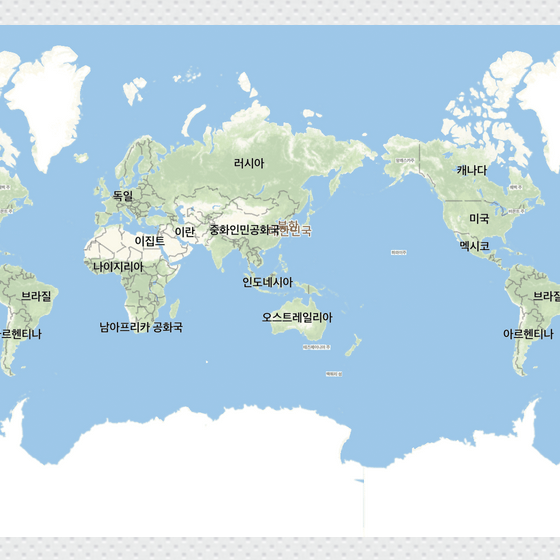 러시아
캐나다
독일
미국
북한
이란
중화인민공화국
대한민국
이집트
멕시코
나이지리아
인도네시아
브라질
브라질
오스트레일리아
남아프리카 공화국
아르헨티나
아르헨티나